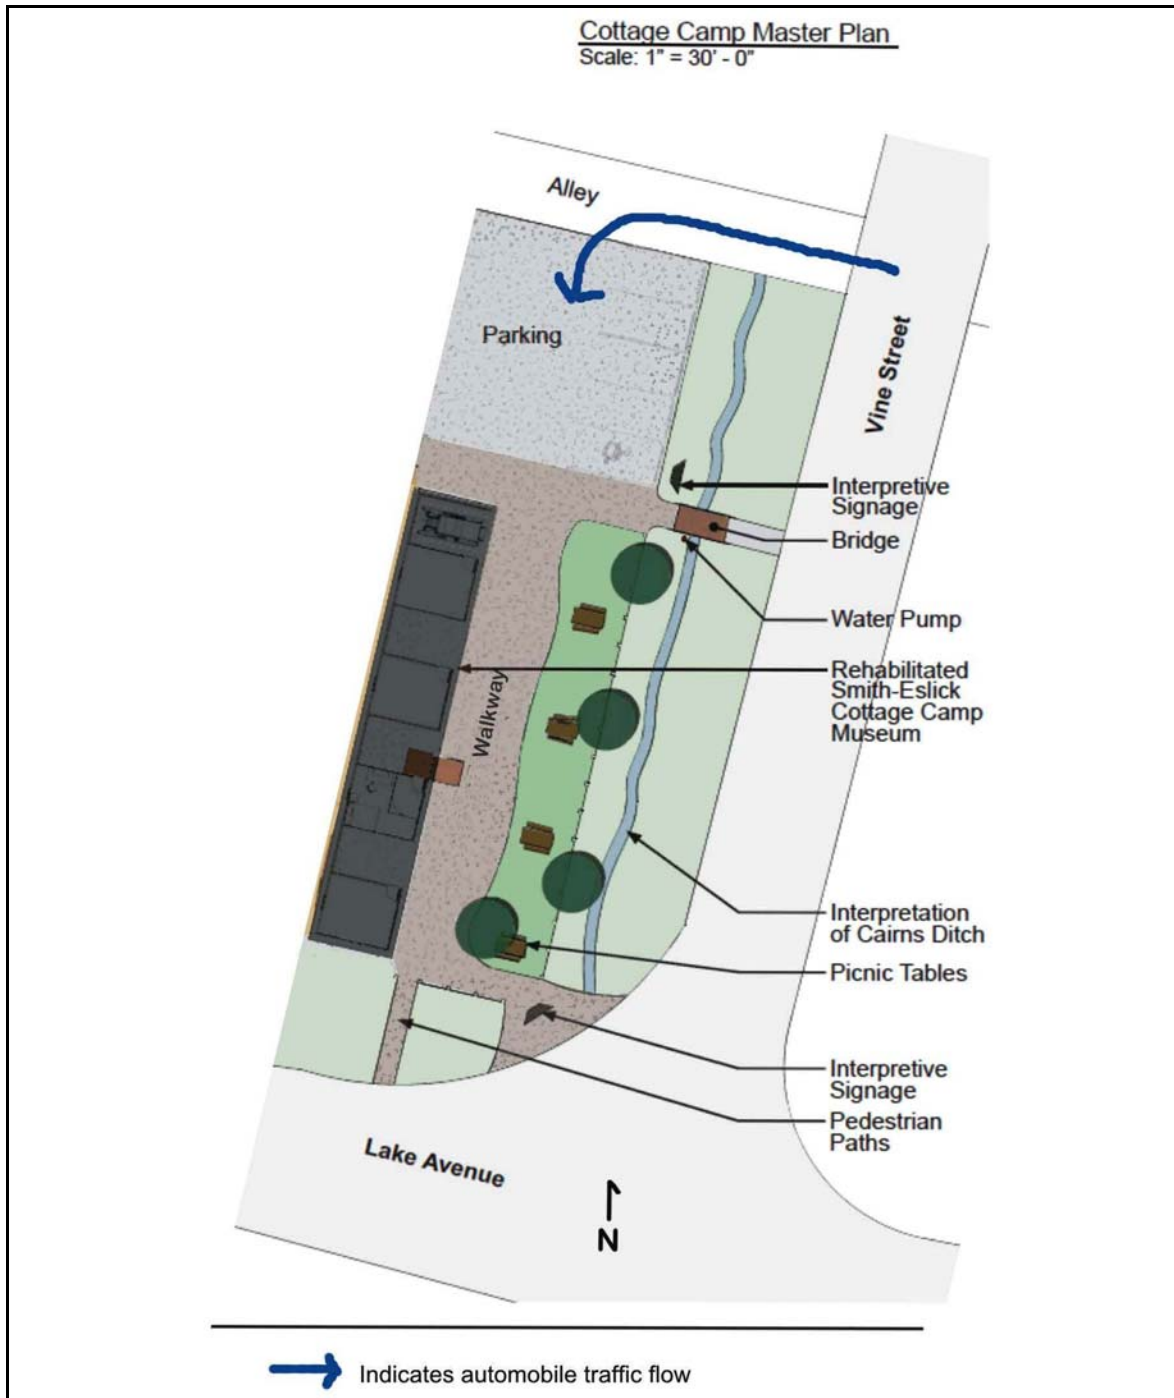 Cottage Camp Master Plan
Scale: 1" = 30' - 0"
Alley
Parking
Vine Street
Interpretive
Signage
Bridge
Water Pump
Rehabilitated
Smith-Eslick
Cottage Camp
Museum
Walkway
Interpretation
of Cairns Ditch
Picnic Tables
Interpretive
Signage
Pedestrian
Paths
Lake Avenue
N
Indicates automobile traffic flow